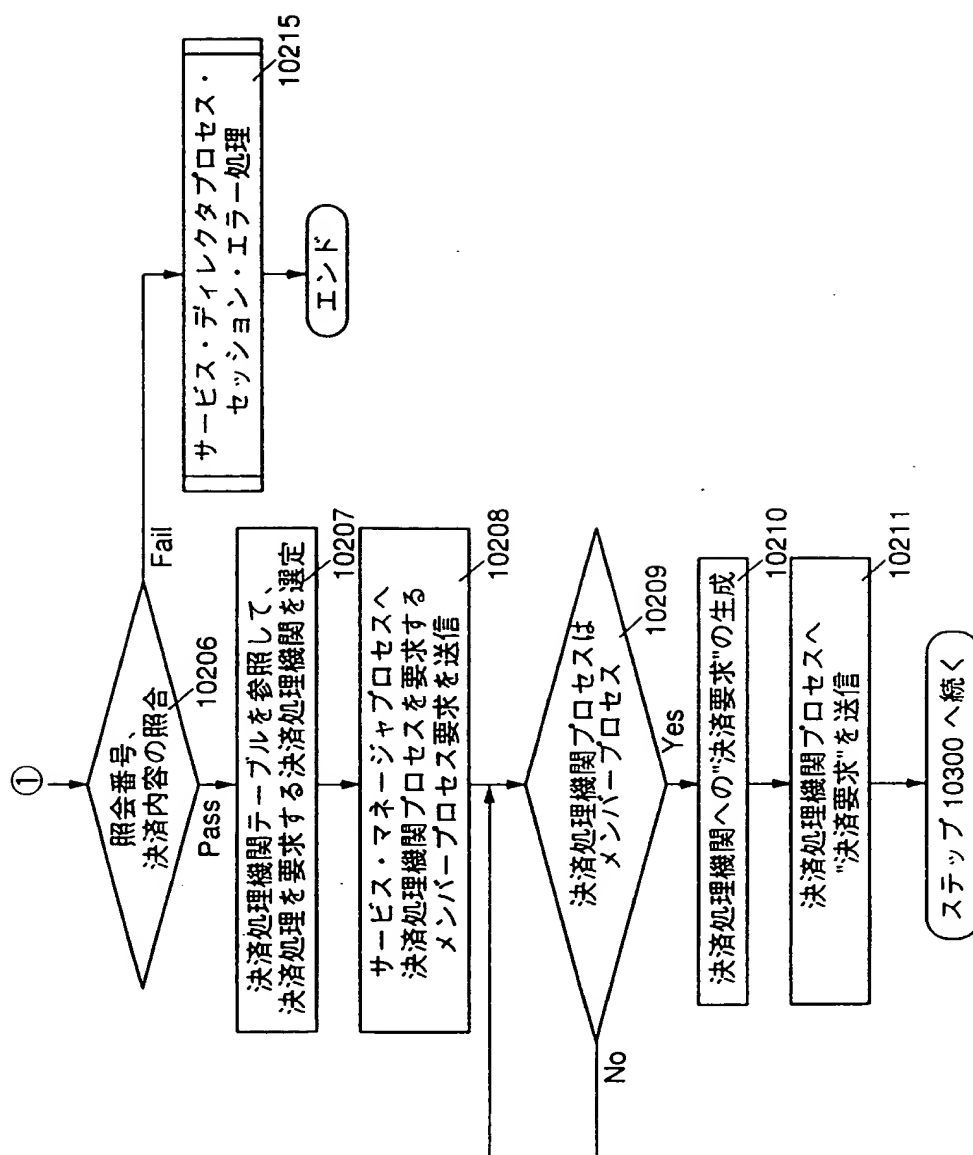 ①
照会番号、
決済内容の照合
10206
Fail
Pass
サービス・ディレクタプロセス・
セッション・エラー処理
10215
エンド
決済処理機関テーブルを参照して、
決済処理を要求する決済処理機関を選定
10207
サービス・マネージャプロセスへ
決済処理機関プロセスを要求する
メンバープロセス要求を送信
10208
決済処理機関プロセスは
メンバープロセス
10209
No
Yes
決済処理機関への"決済要求"の生成
10210
決済処理機関プロセスへ
"決済要求"を送信
10211
ステップ 10300 へ続く